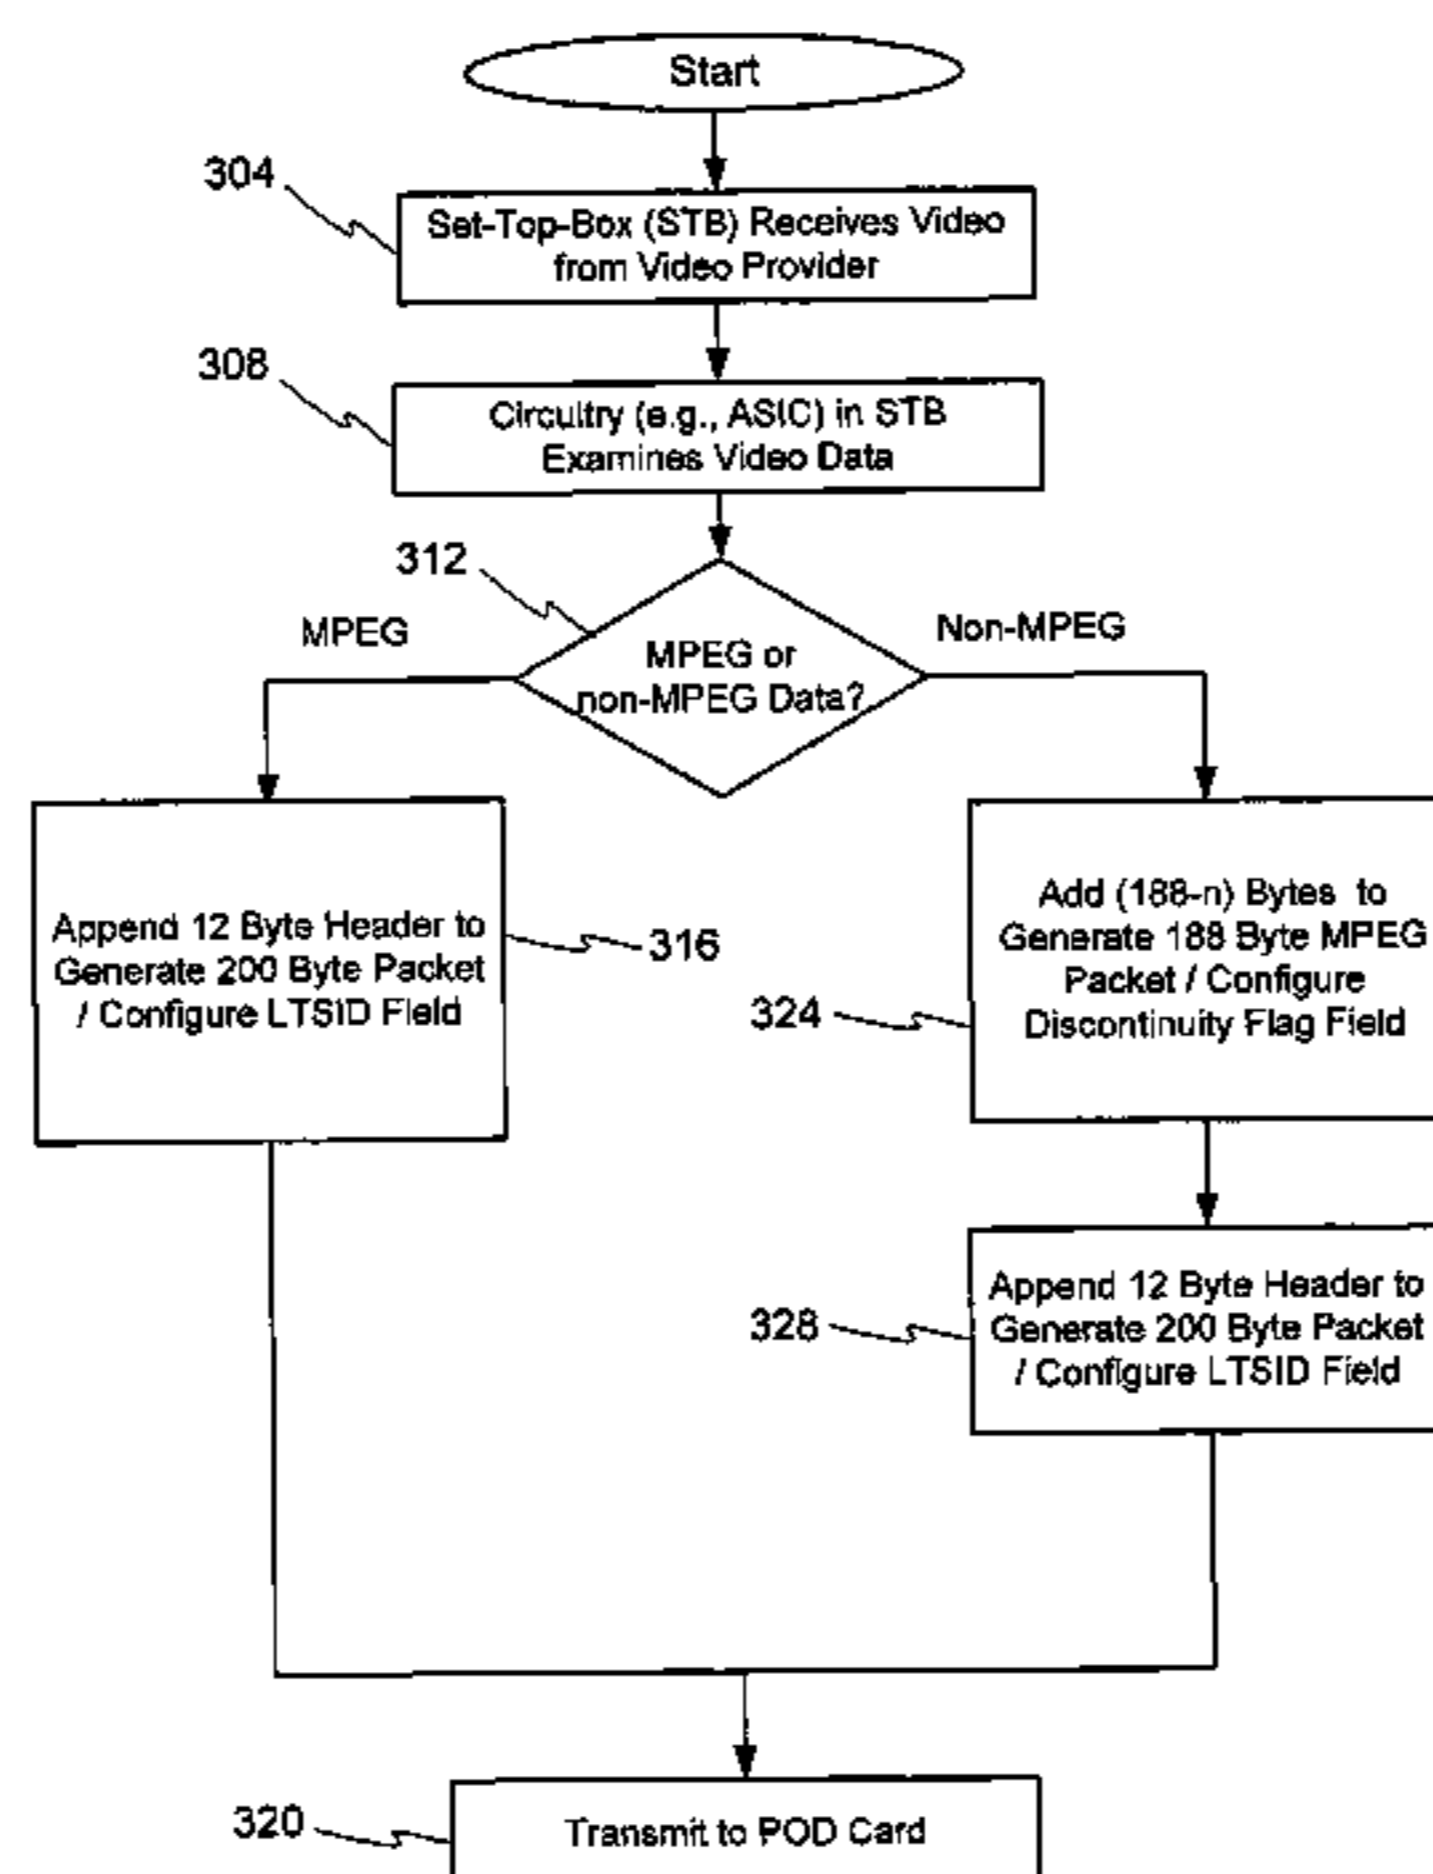 Start
304
Set-Top-Box (STB) Receives Video
from Video Provider
308
Circuitry (e.g., ASIC) in STB
Examines Video Data
312
MPEG
Non-MPEG
MPEG or
non-MPEG Data?
Append 12 Byte Header to
Generate 200 Byte Packet
/ Configure LTSID Field
316
Add (188-n) Bytes to
Generate 188 Byte MPEG
Packet / Configure
Discontinuity Flag Field
324
Append 12 Byte Header to
Generate 200 Byte Packet
/ Configure LTSID Field
328
320
Transmit to POD Card